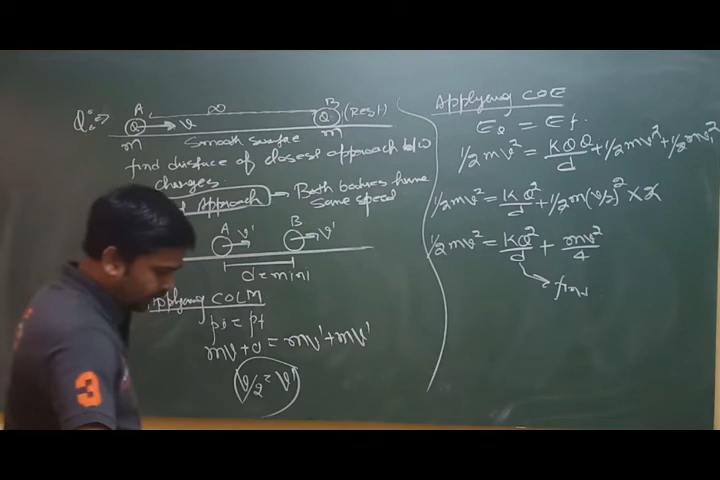 Q:⇒ A ∞ B (Rest)
Q → v Q
m Smooth surface m
find distance of closest approach b/w
charges.
Approach → Both bodies have
same speed
A v' B v'
d = mini
Applying COLM
pi = pf
mv + 0 = mv' + mv'
v/2 = v'
Applying COE
Ei = Ef.
1/2 mv² = KQQ/d + 1/2 mv'² + 1/2 mv'²
1/2 mv² = KQ²/d + 1/2 m(v/2)² × 2
1/2 mv² = KQ²/d + mv²/4
→ find
3